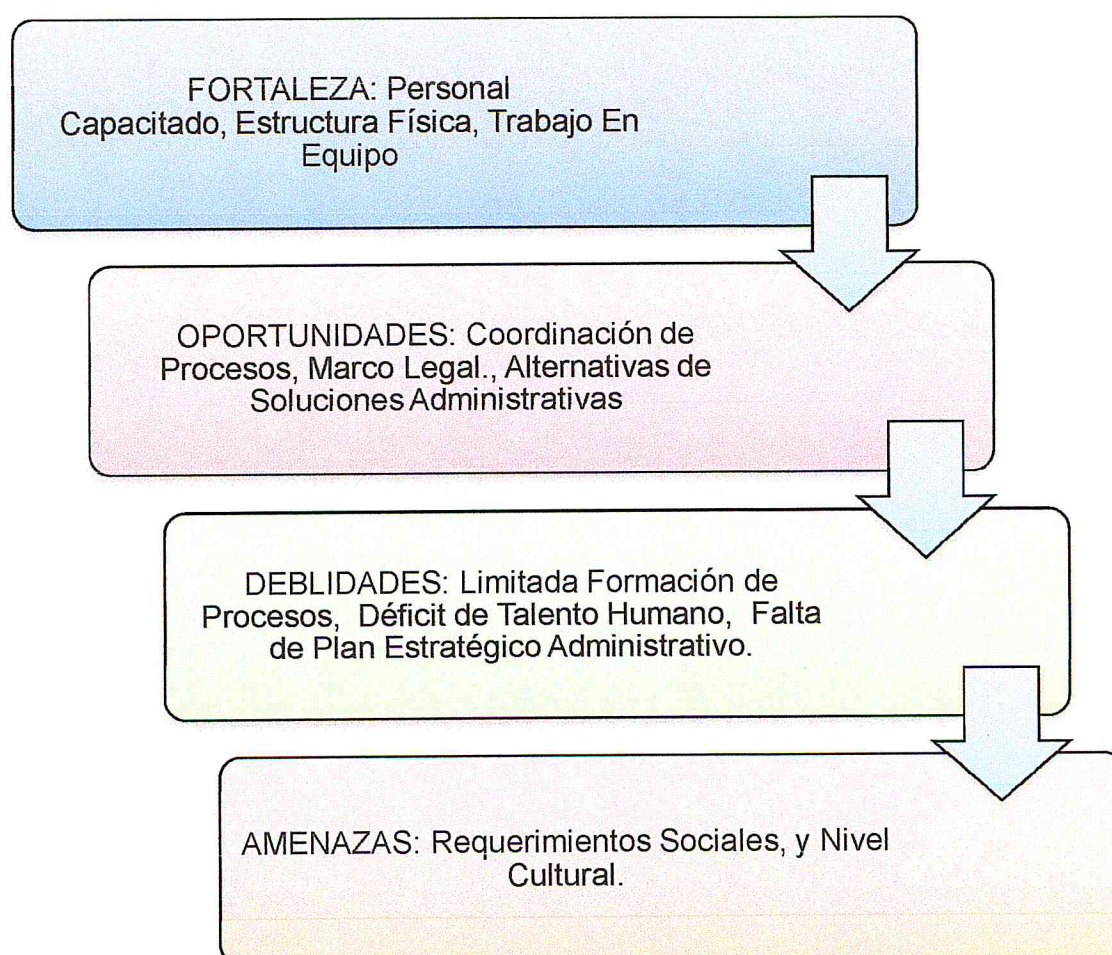 FORTALEZA: Personal
Capacitado, Estructura Física, Trabajo En
Equipo
OPORTUNIDADES: Coordinación de
Procesos, Marco Legal., Alternativas de
Soluciones Administrativas
DEBLIDADES: Limitada Formación de
Procesos, Déficit de Talento Humano, Falta
de Plan Estratégico Administrativo.
AMENAZAS: Requerimientos Sociales, y Nivel
Cultural.